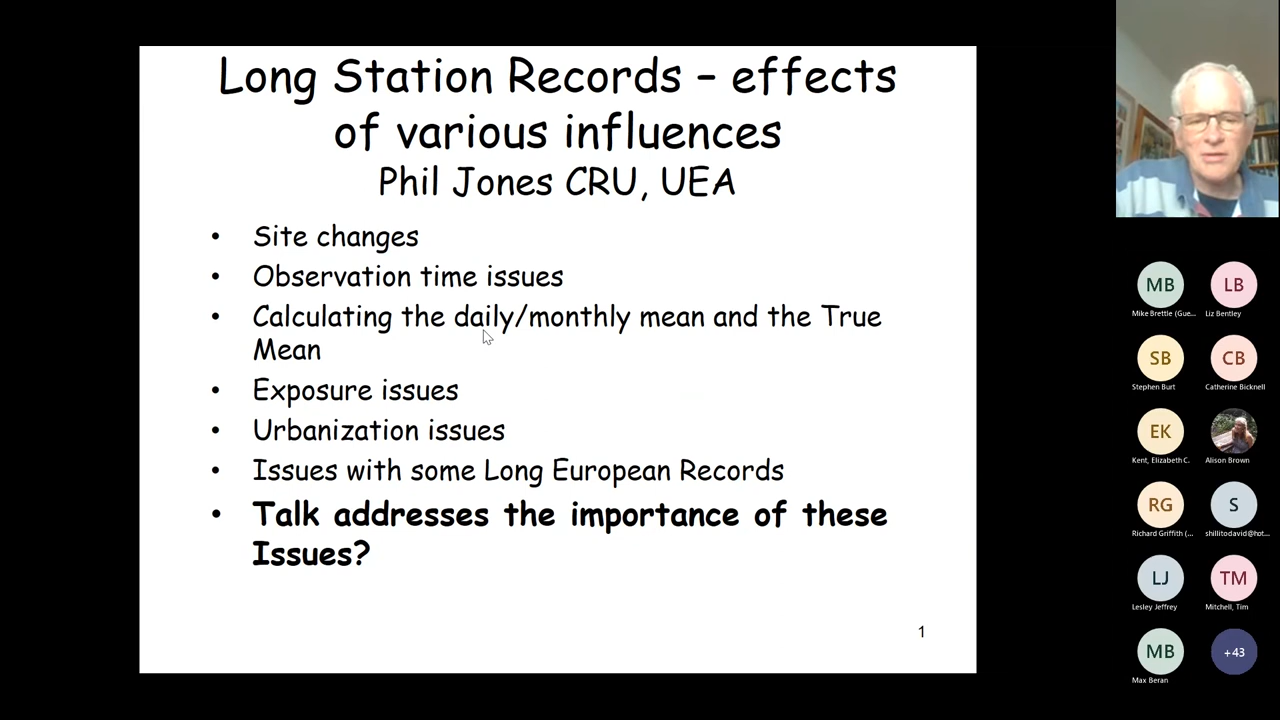 Long Station Records – effects
of various influences
Phil Jones CRU, UEA
• Site changes
• Observation time issues
• Calculating the daily/monthly mean and the True
Mean
• Exposure issues
• Urbanization issues
• Issues with some Long European Records
• Talk addresses the importance of these
Issues?
1
MB LB
Mike Brettle (Gue... Liz Bentley
SB CB
Stephen Burt Catherine Bicknell
EK
Kent, Elizabeth C. Alison Brown
RG S
Richard Griffith (... shillitodavid@hot...
LJ TM
Lesley Jeffrey Mitchell, Tim
MB +43
Max Beran